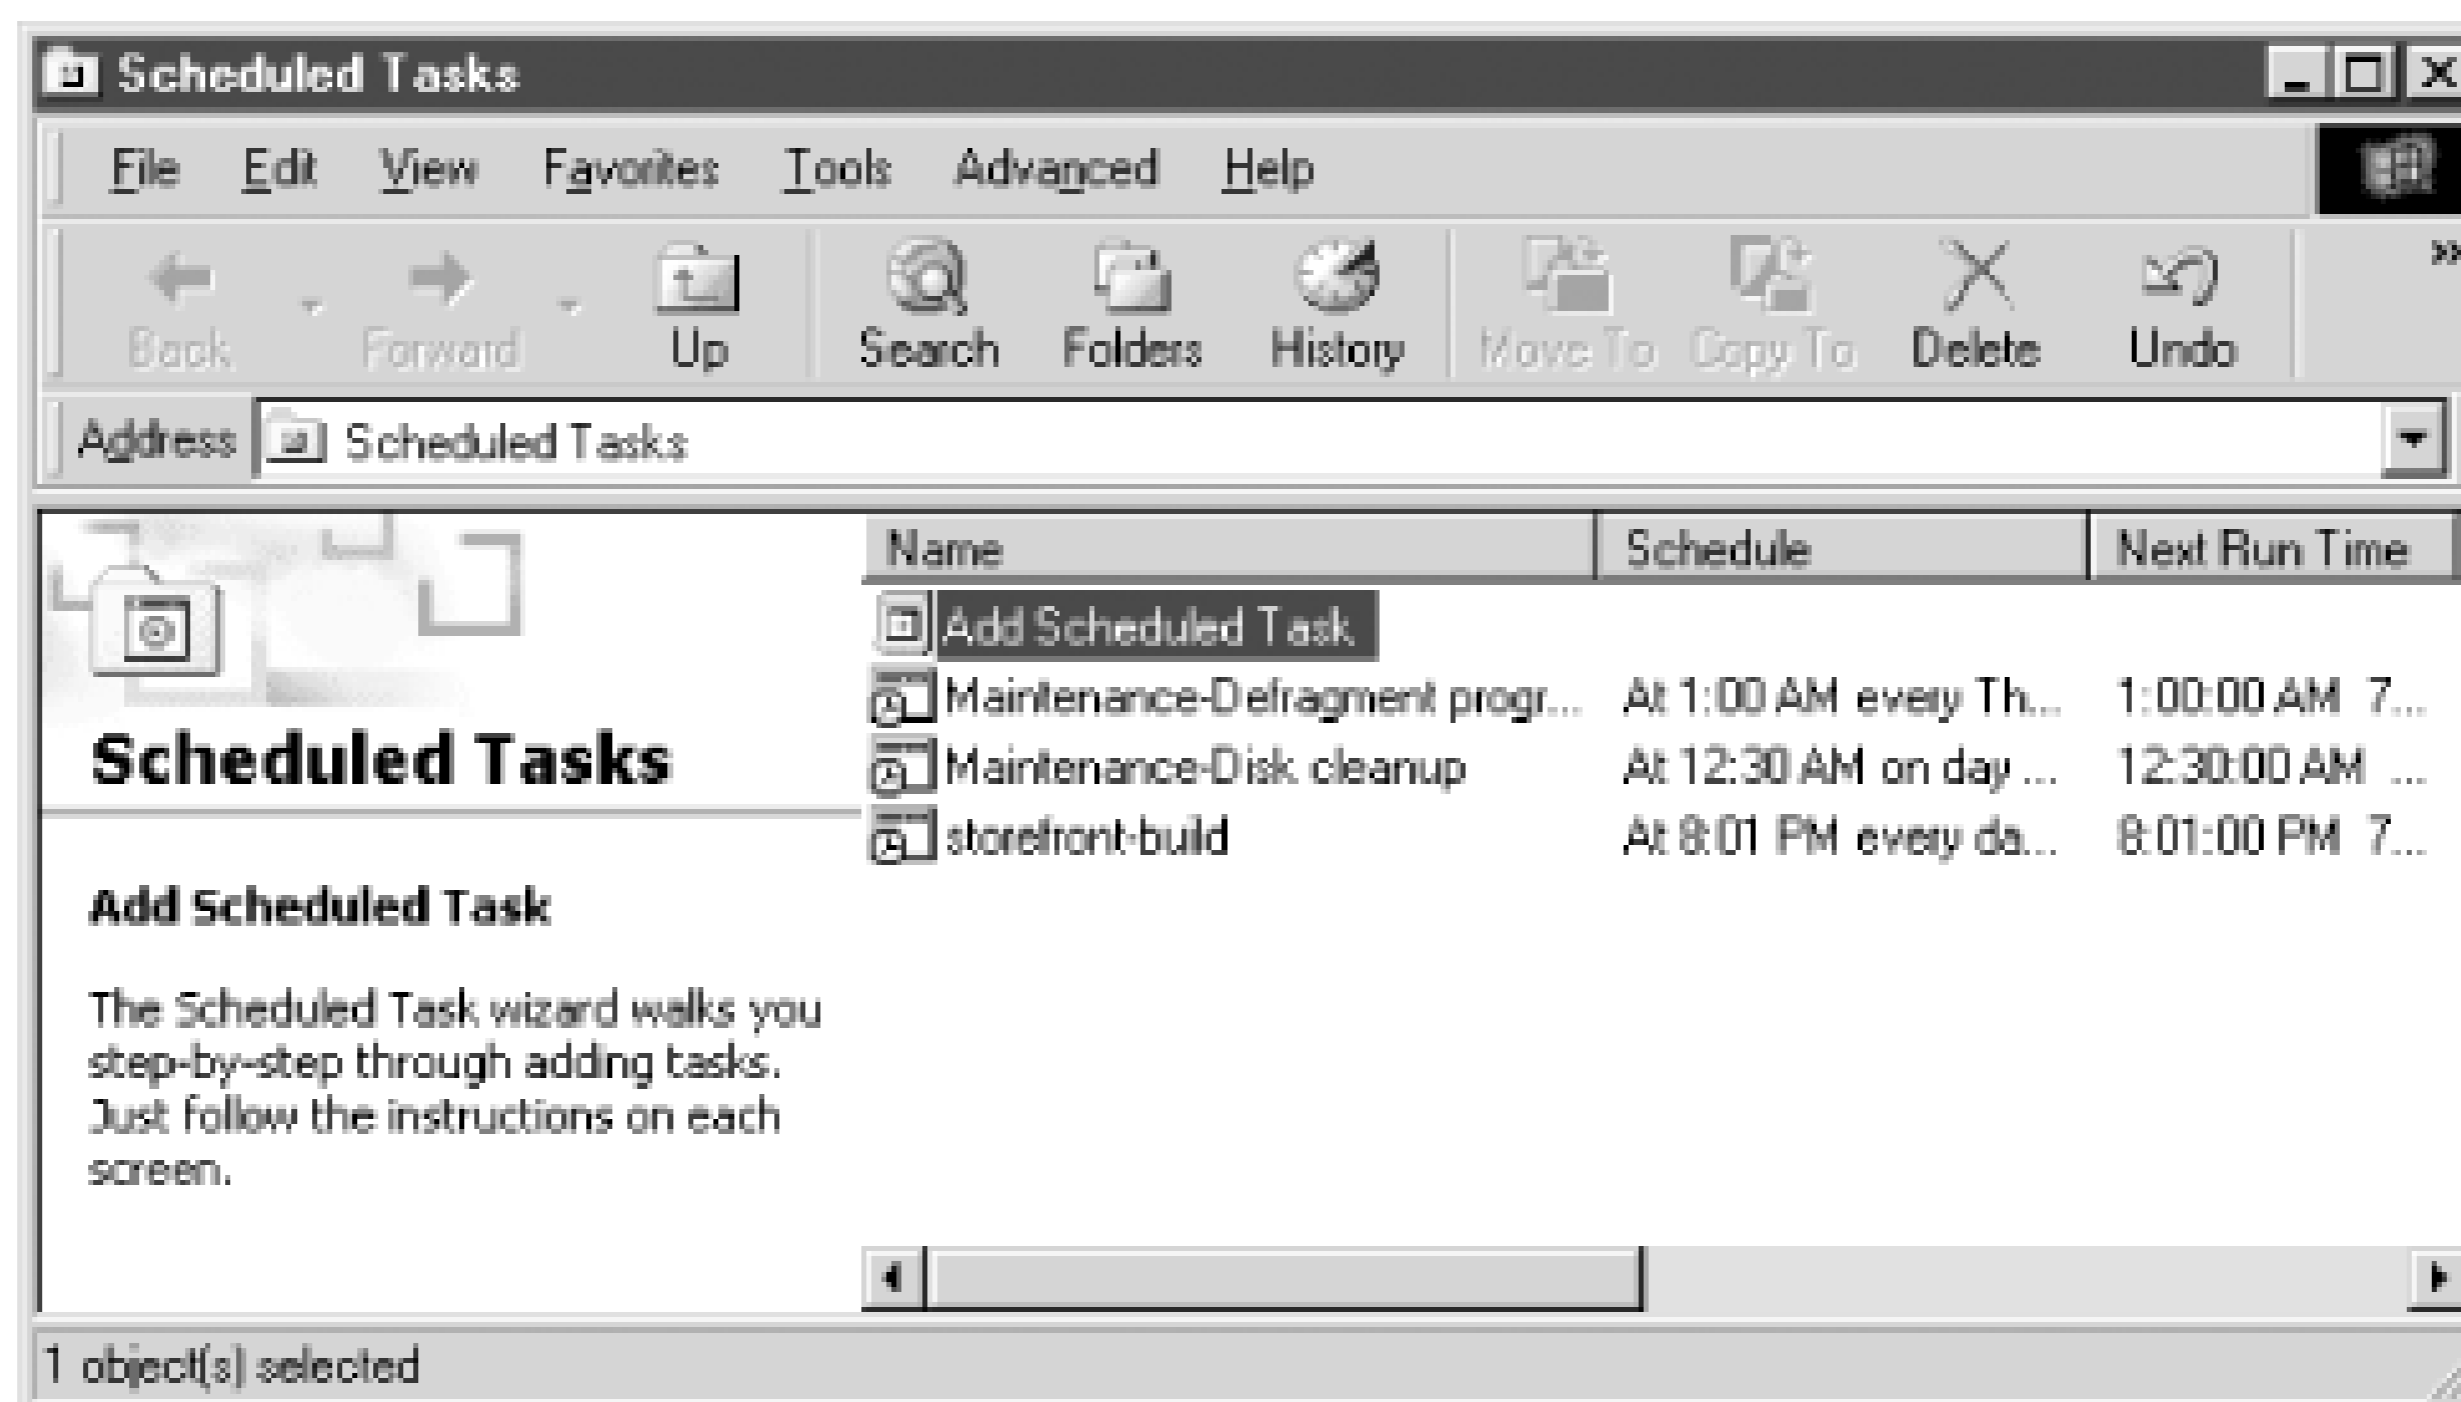 Scheduled Tasks
File Edit View Favorites Tools Advanced Help
Back Forward Up Search Folders History Move To Copy To Delete Undo »
Address Scheduled Tasks
Name Schedule Next Run Time
Add Scheduled Task
Maintenance-Defragment progr... At 1:00 AM every Th... 1:00:00 AM 7...
Maintenance-Disk cleanup At 12:30 AM on day ... 12:30:00 AM ...
storefront-build At 8:01 PM every da... 8:01:00 PM 7...
Scheduled Tasks
Add Scheduled Task
The Scheduled Task wizard walks you
step-by-step through adding tasks.
Just follow the instructions on each
screen.
1 object(s) selected